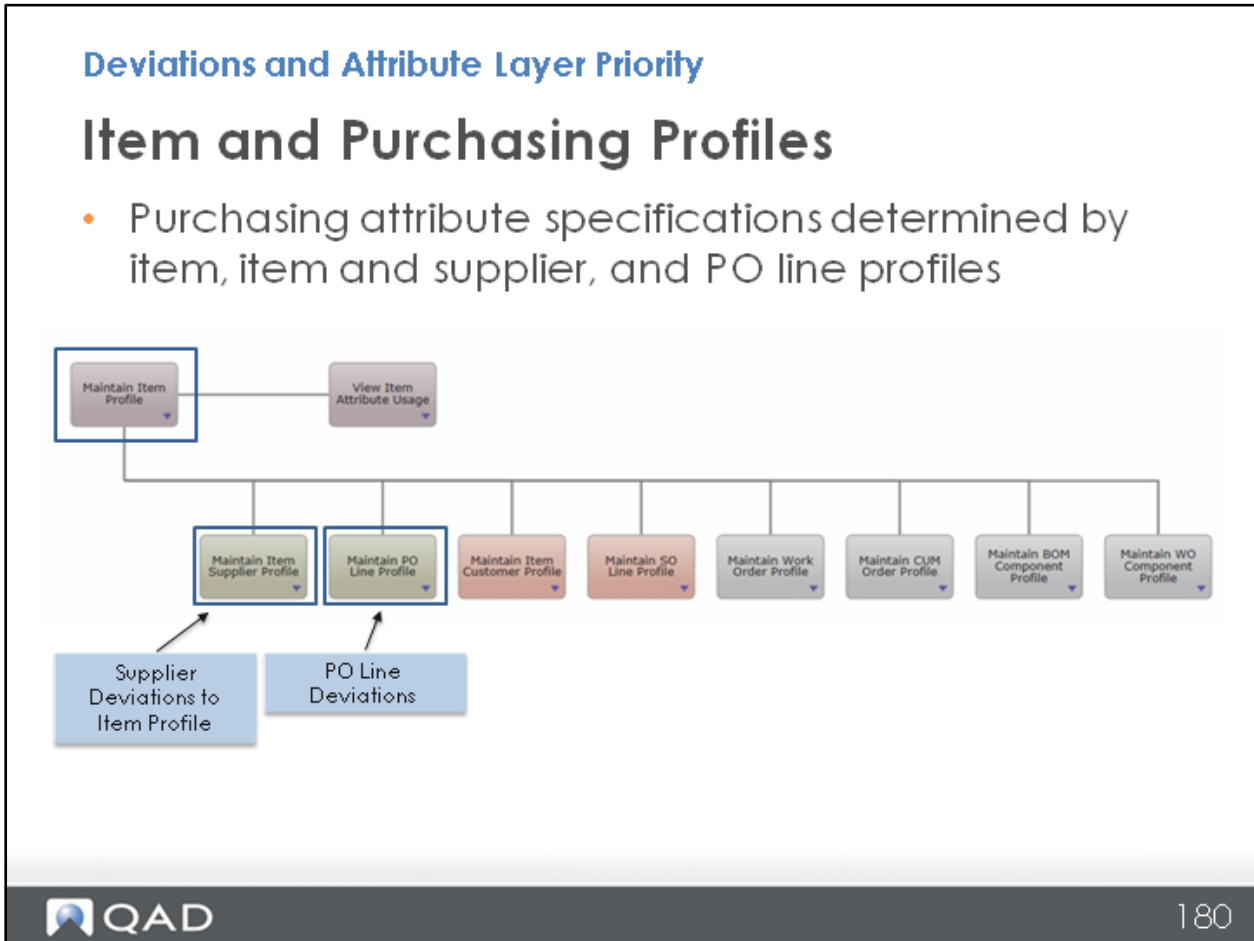 Deviations and Attribute Layer Priority
Item and Purchasing Profiles
• Purchasing attribute specifications determined by
item, item and supplier, and PO line profiles
Maintain Item
Profile
View Item
Attribute Usage
Maintain Item
Supplier Profile
Maintain PO
Line Profile
Maintain Item
Customer Profile
Maintain SO
Line Profile
Maintain Work
Order Profile
Maintain CUM
Order Profile
Maintain BOM
Component
Profile
Maintain WO
Component
Profile
Supplier
Deviations to
Item Profile
PO Line
Deviations
QAD
180